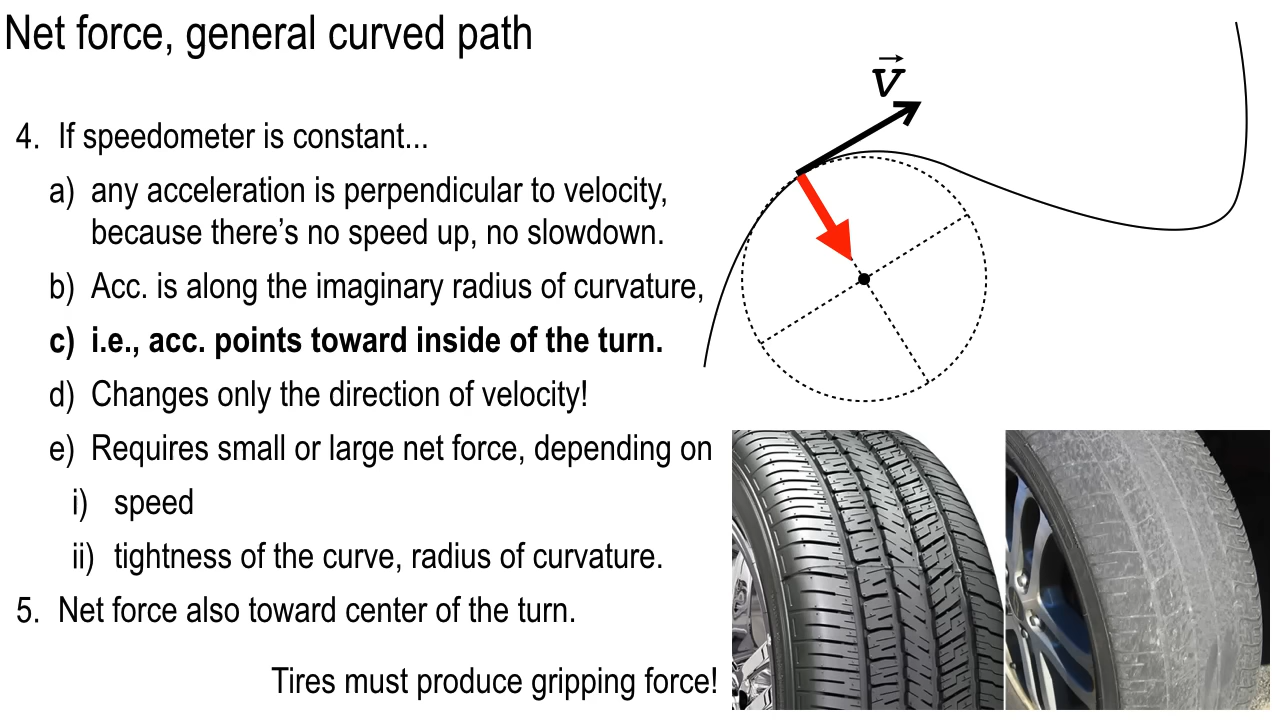 Net force, general curved path
4. If speedometer is constant...
a) any acceleration is perpendicular to velocity,
because there’s no speed up, no slowdown.
b) Acc. is along the imaginary radius of curvature,
c) i.e., acc. points toward inside of the turn.
d) Changes only the direction of velocity!
e) Requires small or large net force, depending on
i) speed
ii) tightness of the curve, radius of curvature.
5. Net force also toward center of the turn.
Tires must produce gripping force!
v⃗